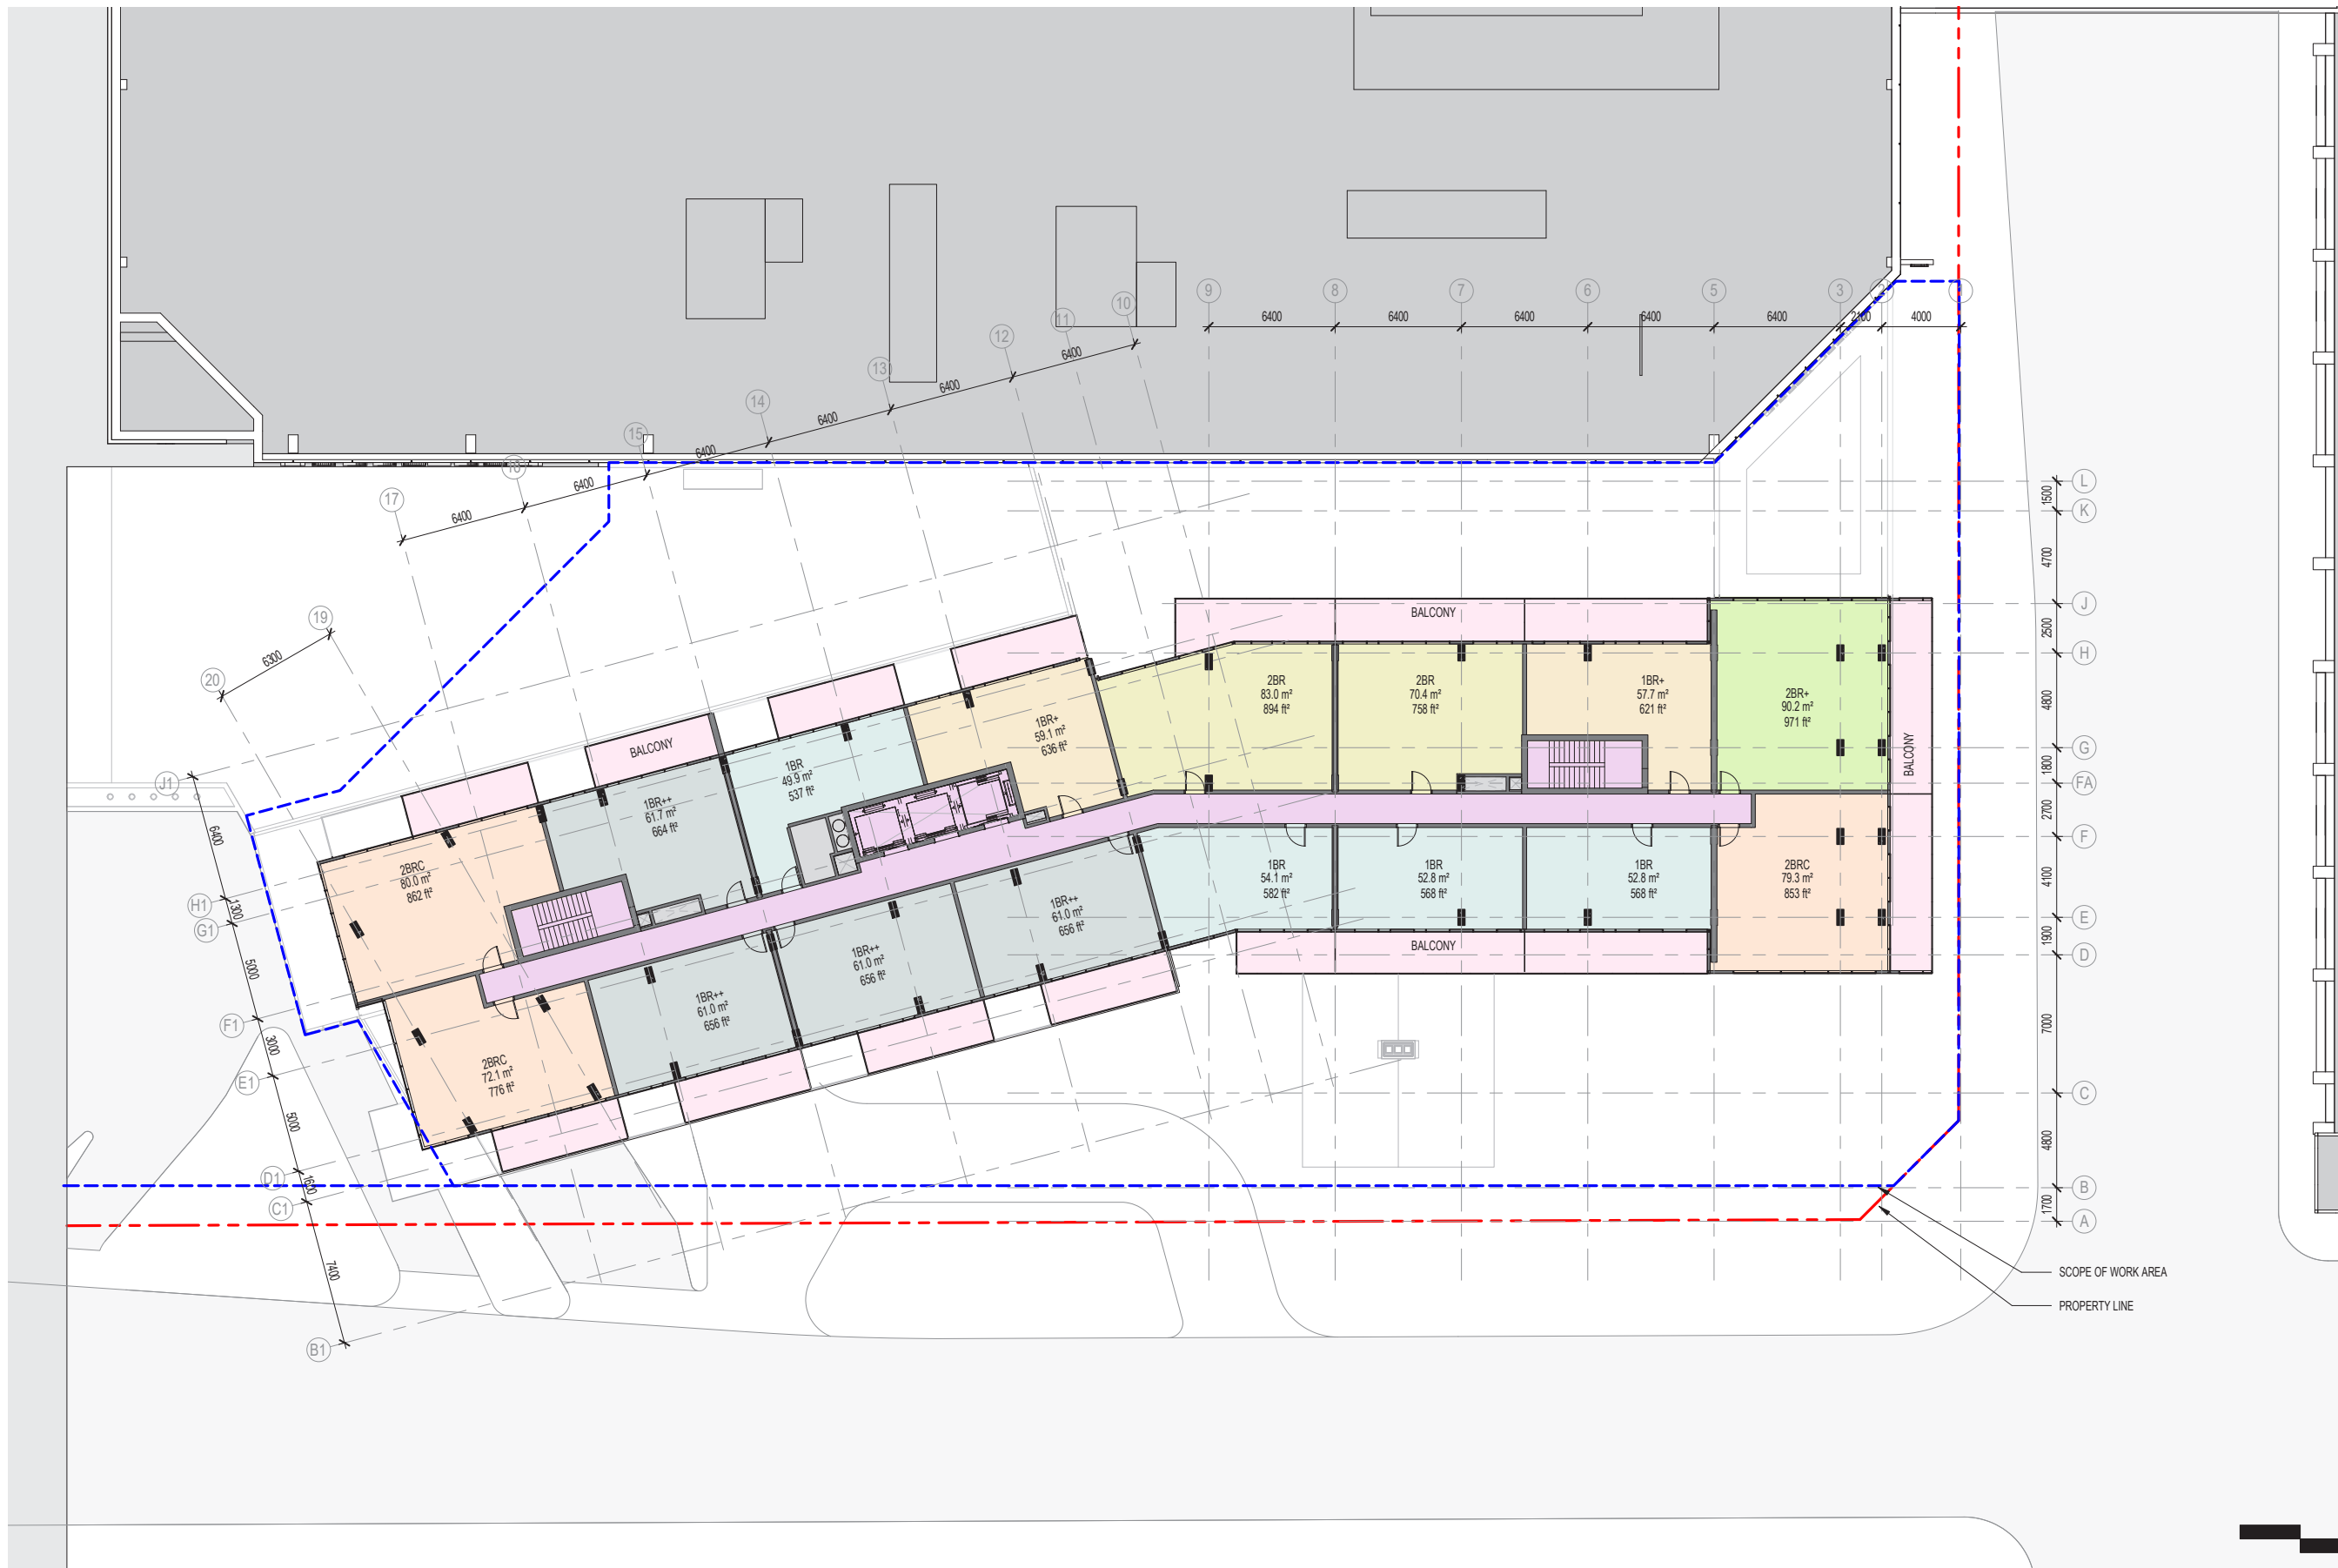 10
11
12
13
14
15
16
17
19
20
9
8
7
6
5
3
6400
6400
6400
6400
6400
2100
4000
6400
6400
6400
6400
6400
6400
6300
L
K
J
H
G
FA
F
E
D
C
B
A
1500
4700
2500
4800
1800
2700
4100
1900
7000
4800
1700
J1
H1
G1
F1
E1
D1
C1
B1
6400
1300
5000
3000
5000
1600
7400
BALCONY
BALCONY
BALCONY
BALCONY
2BRC
80.0 m²
862 ft²
1BR++
61.7 m²
664 ft²
1BR
49.9 m²
537 ft²
1BR+
59.1 m²
636 ft²
2BR
83.0 m²
894 ft²
2BR
70.4 m²
758 ft²
1BR+
57.7 m²
621 ft²
2BR+
90.2 m²
971 ft²
2BRC
72.1 m²
776 ft²
1BR++
61.0 m²
656 ft²
1BR++
61.0 m²
656 ft²
1BR++
61.0 m²
656 ft²
1BR
54.1 m²
582 ft²
1BR
52.8 m²
568 ft²
1BR
52.8 m²
568 ft²
2BRC
79.3 m²
853 ft²
SCOPE OF WORK AREA
PROPERTY LINE